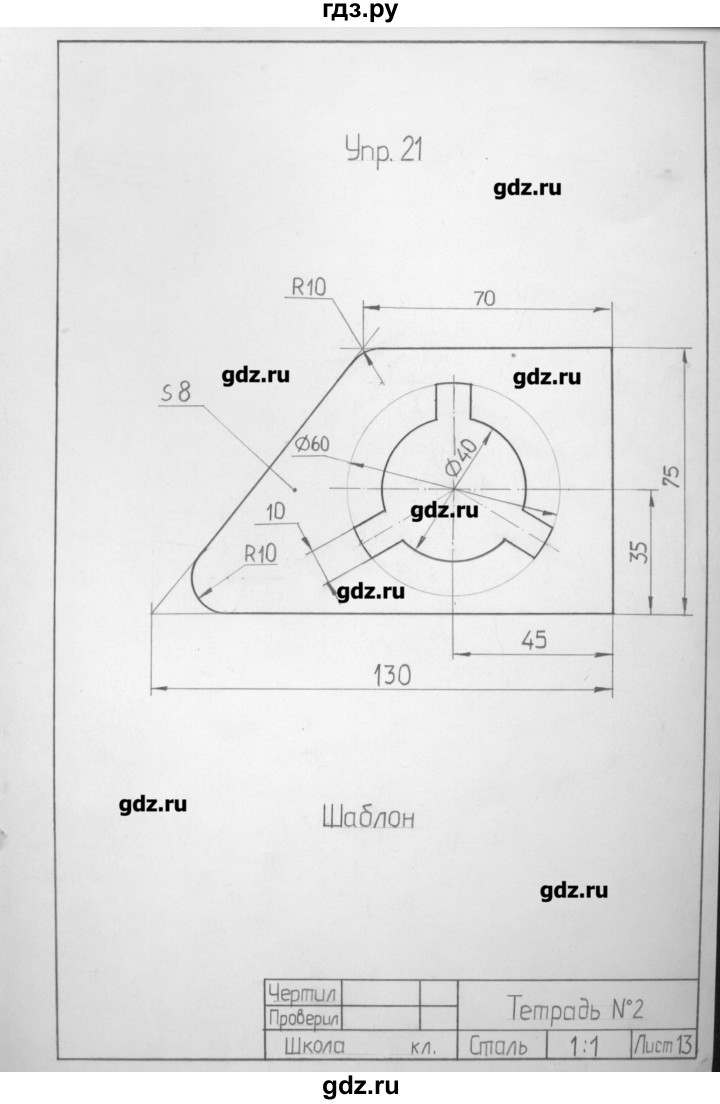 гдз.ру
Упр. 21
gdz.ru
R10
70
gdz.ru
gdz.ru
S 8
Ø60
Ø40
75
gdz.ru
10
35
R10
gdz.ru
45
130
gdz.ru
Шаблон
gdz.ru
Чертил
Тетрадь №2
Проверил
Школа кл. Сталь 1:1 Лист 13
gdz.ru